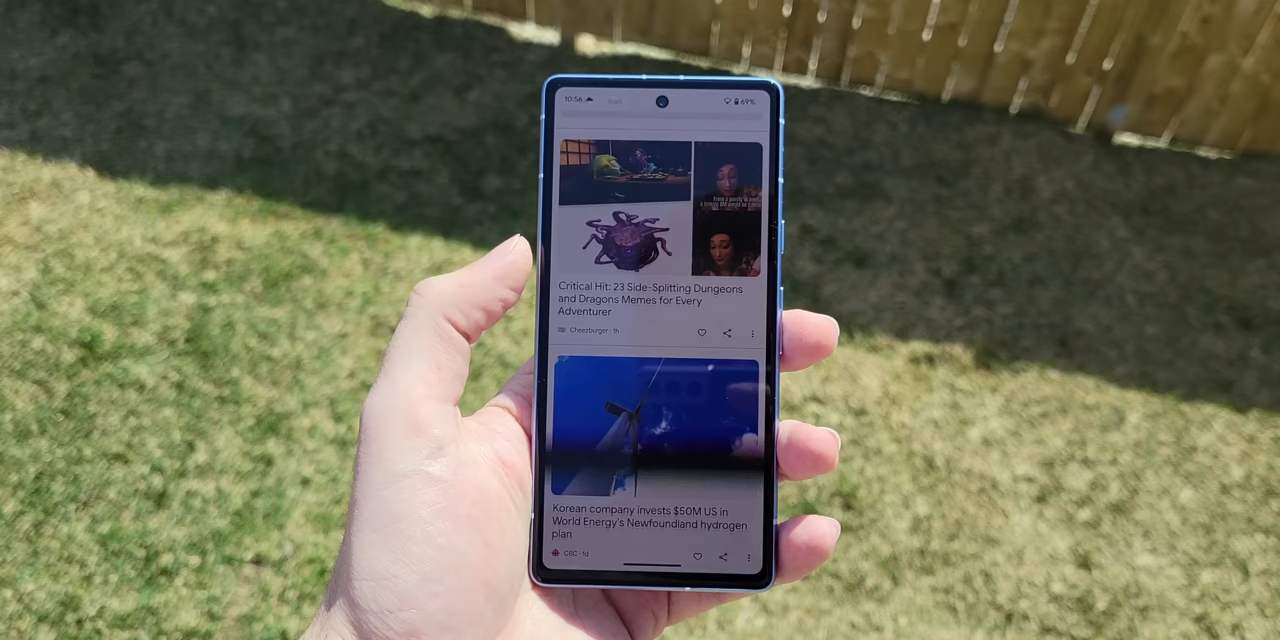 10:56
69%
Critical Hit: 23 Side-Splitting Dungeons
and Dragons Memes for Every
Adventurer
Cheezburger · 1h
Korean company invests $50M US in
World Energy's Newfoundland hydrogen
plan
CBC · 1d